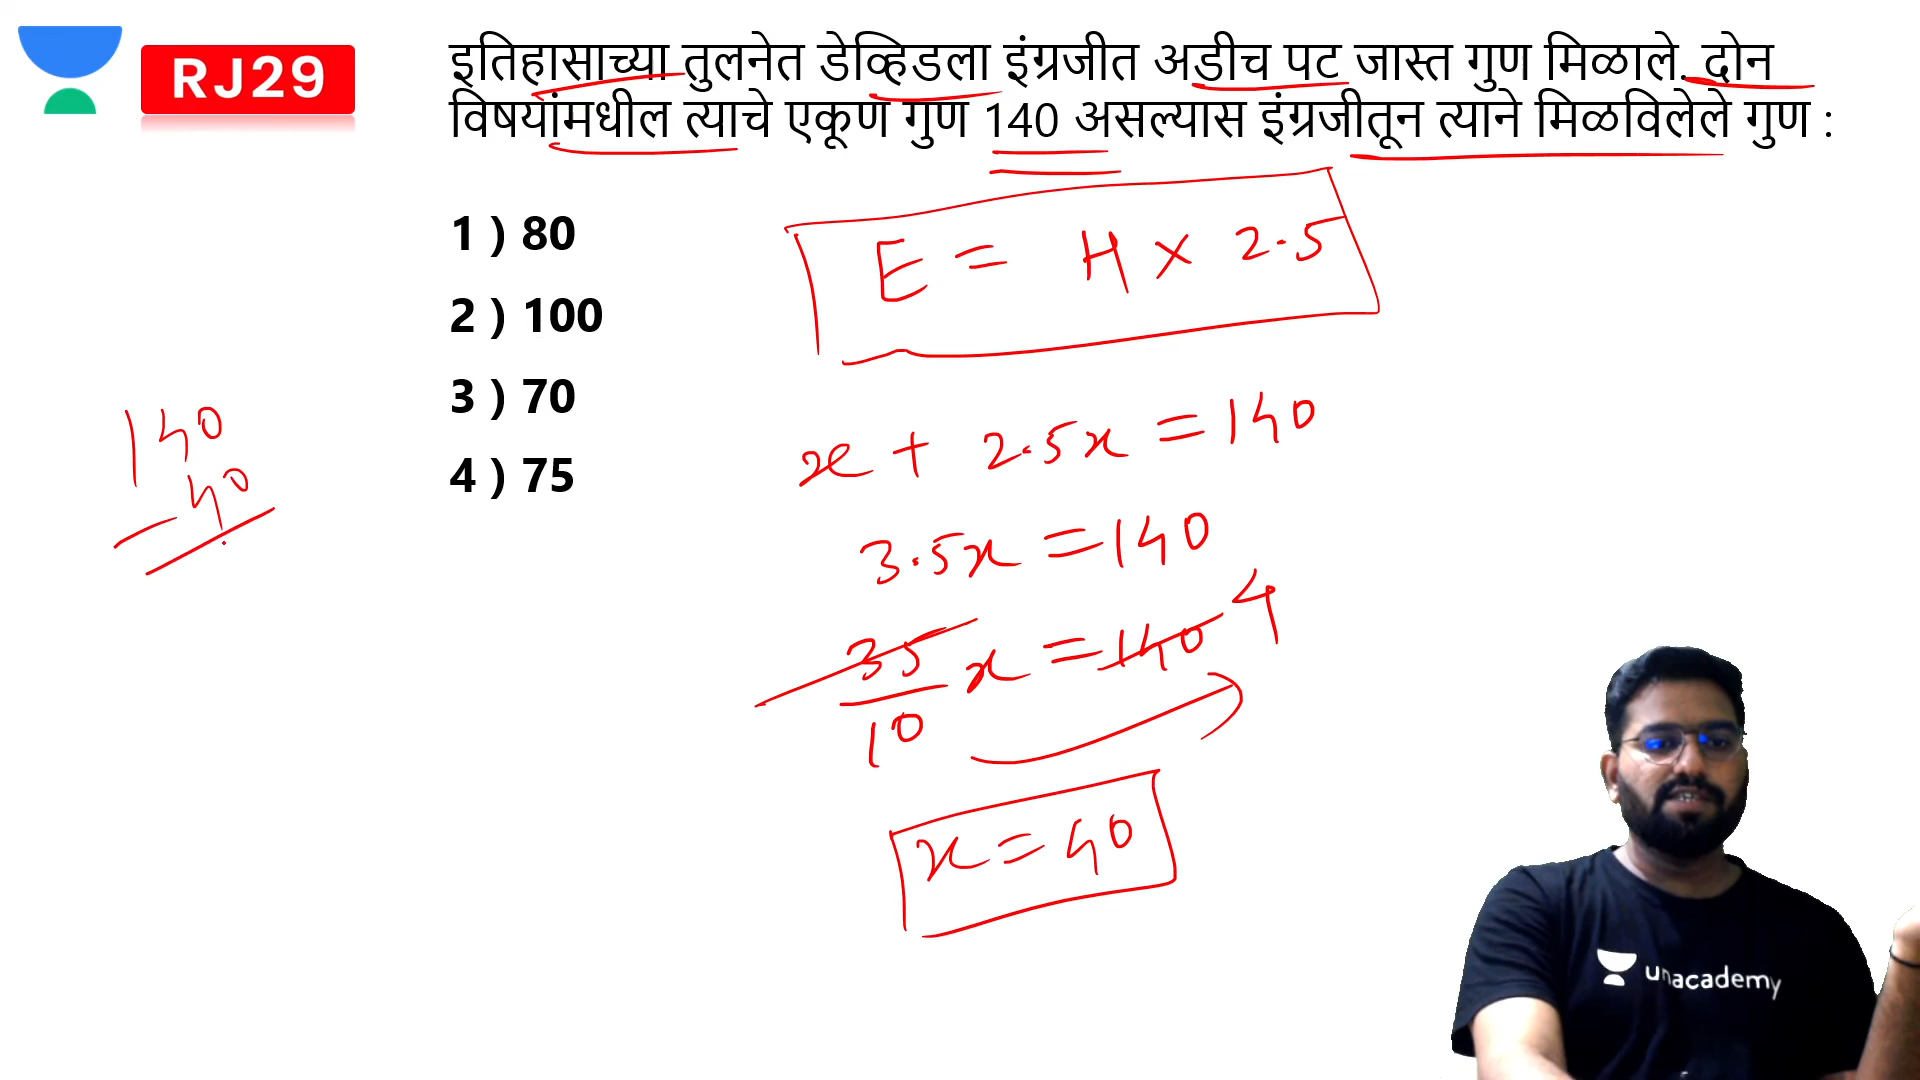 RJ29
इतिहासाच्या तुलनेत डेव्हिडला इंग्रजीत अडीच पट जास्त गुण मिळाले. दोन
विषयांमधील त्याचे एकूण गुण 140 असल्यास इंग्रजीतून त्याने मिळविलेले गुण :
1 ) 80
2 ) 100
3 ) 70
4 ) 75
E = H × 2.5
x + 2.5x = 140
3.5x = 140
35/10 x = 140 4
x = 40
140
- 40
unacademy